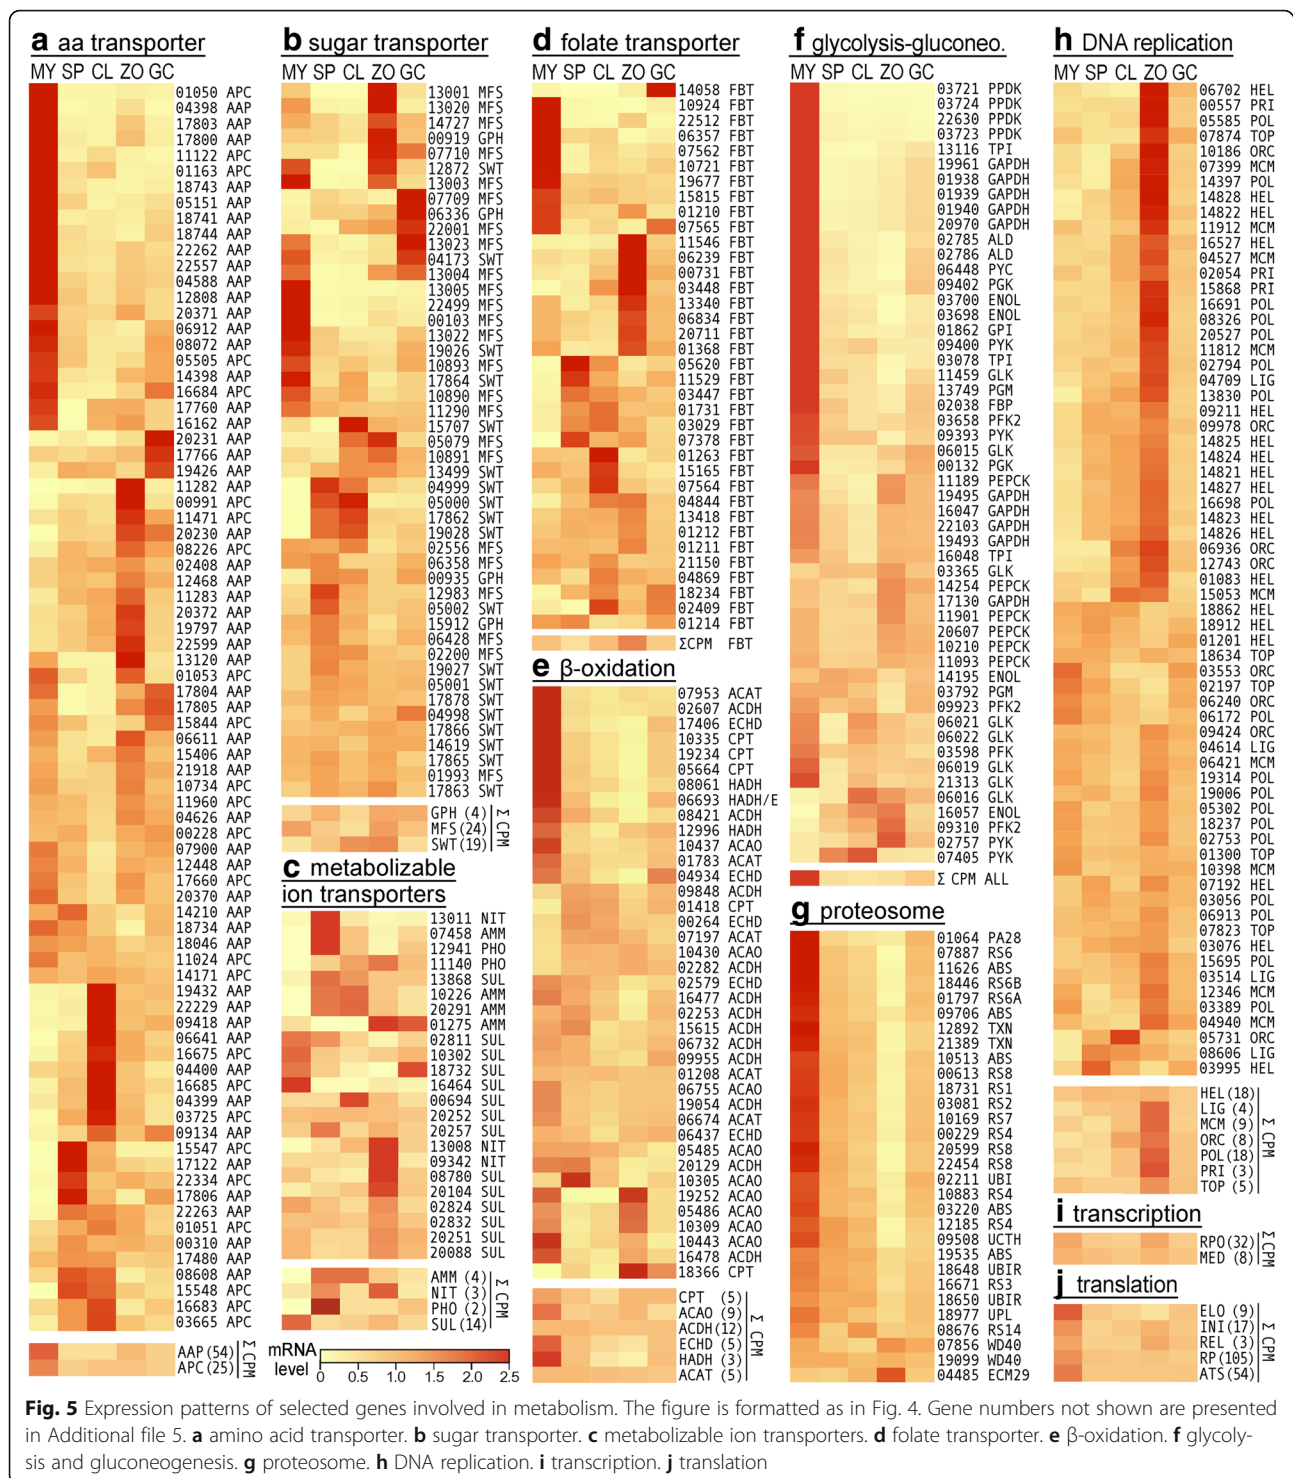 a aa transporter
MY SP CL ZO GC
01050 APC
04398 AAP
17803 AAP
17800 AAP
11122 APC
01163 APC
18743 AAP
05151 AAP
18741 AAP
18744 AAP
22262 AAP
22557 AAP
04588 AAP
12808 AAP
20371 AAP
06912 AAP
08072 AAP
05505 APC
14398 AAP
16684 APC
17760 AAP
16162 AAP
20231 AAP
17766 AAP
19426 AAP
11282 AAP
00991 APC
11471 APC
20230 AAP
08226 APC
02408 AAP
12468 AAP
11283 AAP
20372 AAP
19797 AAP
22599 AAP
13120 AAP
01053 APC
17804 AAP
17805 AAP
15844 APC
06611 AAP
15406 AAP
21918 AAP
10734 APC
11960 APC
04626 AAP
00228 APC
07900 AAP
12448 AAP
17660 APC
20370 AAP
14210 AAP
18734 AAP
18046 AAP
11024 APC
14171 APC
19432 AAP
22229 AAP
09418 AAP
06641 AAP
16675 APC
04400 AAP
16685 APC
04399 AAP
03725 APC
09134 AAP
15547 APC
17122 AAP
22334 APC
17806 AAP
22263 AAP
01051 APC
00310 AAP
17480 AAP
08608 AAP
15548 APC
16683 APC
03665 APC
AAP(54)
APC(25)
Σ CPM
b sugar transporter
MY SP CL ZO GC
13001 MFS
13020 MFS
14727 MFS
00919 GPH
07710 MFS
12872 SWT
13003 MFS
07709 MFS
06336 GPH
22001 MFS
13023 MFS
04173 SWT
13004 MFS
13005 MFS
22499 MFS
00103 MFS
13022 MFS
19026 SWT
10893 MFS
17864 SWT
10890 MFS
11290 MFS
15707 SWT
05079 MFS
10891 MFS
13499 SWT
04999 SWT
05000 SWT
17862 SWT
19028 SWT
02556 MFS
06358 MFS
00935 GPH
12983 MFS
05002 SWT
15912 GPH
06428 MFS
02200 MFS
19027 SWT
05001 SWT
17878 SWT
04998 SWT
17866 SWT
14619 SWT
17865 SWT
01993 MFS
17863 SWT
GPH (4)
MFS(24)
SWT(19)
Σ CPM
c metabolizable
ion transporters
13011 NIT
07458 AMM
12941 PHO
11140 PHO
13868 SUL
10226 AMM
20291 AMM
01275 AMM
02811 SUL
10302 SUL
18732 SUL
16464 SUL
00694 SUL
20252 SUL
20257 SUL
13008 NIT
09342 NIT
08780 SUL
20104 SUL
02824 SUL
02832 SUL
20251 SUL
20088 SUL
AMM (4)
NIT (3)
PHO (2)
SUL(14)
Σ CPM
mRNA
level
0 0.5 1.0 1.5 2.0 2.5
d folate transporter
MY SP CL ZO GC
14058 FBT
10924 FBT
22512 FBT
06357 FBT
07562 FBT
10721 FBT
19677 FBT
15815 FBT
01210 FBT
07565 FBT
11546 FBT
06239 FBT
00731 FBT
03448 FBT
13340 FBT
06834 FBT
20711 FBT
01368 FBT
05620 FBT
11529 FBT
03447 FBT
01731 FBT
03029 FBT
07378 FBT
01263 FBT
15165 FBT
07564 FBT
04844 FBT
13418 FBT
01212 FBT
01211 FBT
21150 FBT
04869 FBT
18234 FBT
02409 FBT
01214 FBT
ΣCPM FBT
e β-oxidation
07953 ACAT
02607 ACDH
17406 ECHD
10335 CPT
19234 CPT
05664 CPT
08061 HADH
06693 HADH/E
08421 ACDH
12996 HADH
10437 ACAO
01783 ACAT
04934 ECHD
09848 ACDH
01418 CPT
00264 ECHD
07197 ACAT
10430 ACAO
02282 ACDH
02579 ECHD
16477 ACDH
02253 ACDH
15615 ACDH
06732 ACDH
09955 ACDH
01208 ACAT
06755 ACAO
19054 ACDH
06674 ACAT
06437 ECHD
05485 ACAO
20129 ACDH
10305 ACAO
19252 ACAO
05486 ACAO
10309 ACAO
10443 ACAO
16478 ACDH
18366 CPT
CPT (5)
ACAO (9)
ACDH(12)
ECHD (5)
HADH (3)
ACAT (5)
Σ CPM
f glycolysis-gluconeo.
MY SP CL ZO GC
03721 PPDK
03724 PPDK
22630 PPDK
03723 PPDK
13116 TPI
19961 GAPDH
01938 GAPDH
01939 GAPDH
01940 GAPDH
20970 GAPDH
02785 ALD
02786 ALD
06448 PYC
09402 PGK
03700 ENOL
03698 ENOL
01862 GPI
09400 PYK
03078 TPI
11459 GLK
13749 PGM
02038 FBP
03658 PFK2
09393 PYK
06015 GLK
00132 PGK
11189 PEPCK
19495 GAPDH
16047 GAPDH
22103 GAPDH
19493 GAPDH
16048 TPI
03365 GLK
14254 PEPCK
17130 GAPDH
11901 PEPCK
20607 PEPCK
10210 PEPCK
11093 PEPCK
14195 ENOL
03792 PGM
09923 PFK2
06021 GLK
06022 GLK
03598 PFK
06019 GLK
21313 GLK
06016 GLK
16057 ENOL
09310 PFK2
02757 PYK
07405 PYK
Σ CPM ALL
g proteosome
01064 PA28
07887 RS6
11626 ABS
18446 RS6B
01797 RS6A
09706 ABS
12892 TXN
21389 TXN
10513 ABS
00613 RS8
18731 RS1
03081 RS2
10169 RS7
00229 RS4
20599 RS8
22454 RS8
02211 UBI
10883 RS4
03220 ABS
12185 RS4
09508 UCTH
19535 ABS
18648 UBIR
16671 RS3
18650 UBIR
18977 UPL
08676 RS14
07856 WD40
19099 WD40
04485 ECM29
h DNA replication
MY SP CL ZO GC
06702 HEL
00557 PRI
05585 POL
07874 TOP
10186 ORC
07399 MCM
14397 POL
14828 HEL
14822 HEL
11912 MCM
16527 HEL
04527 MCM
02054 PRI
15868 PRI
16691 POL
08326 POL
20527 POL
11812 MCM
02794 POL
04709 LIG
13830 POL
09211 HEL
09978 ORC
14825 HEL
14824 HEL
14821 HEL
14827 HEL
16698 POL
14823 HEL
14826 HEL
06936 ORC
12743 ORC
01083 HEL
15053 MCM
18862 HEL
18912 HEL
01201 HEL
18634 TOP
03553 ORC
02197 TOP
06240 ORC
06172 POL
09424 ORC
04614 LIG
06421 MCM
19314 POL
19006 POL
05302 POL
18237 POL
02753 POL
01300 TOP
10398 MCM
07192 HEL
03056 POL
06913 POL
07823 TOP
03076 HEL
15695 POL
03514 LIG
12346 MCM
03389 POL
04940 MCM
05731 ORC
08606 LIG
03995 HEL
HEL(18)
LIG (4)
MCM (9)
ORC (8)
POL(18)
PRI (3)
TOP (5)
Σ CPM
i transcription
RPO(32)
MED (8)
Σ CPM
j translation
ELO (9)
INI(17)
REL (3)
RP(105)
ATS(54)
Σ CPM
Fig. 5 Expression patterns of selected genes involved in metabolism. The figure is formatted as in Fig. 4. Gene numbers not shown are presented
in Additional file 5. a amino acid transporter. b sugar transporter. c metabolizable ion transporters. d folate transporter. e β-oxidation. f glycoly-
sis and gluconeogenesis. g proteosome. h DNA replication. i transcription. j translation